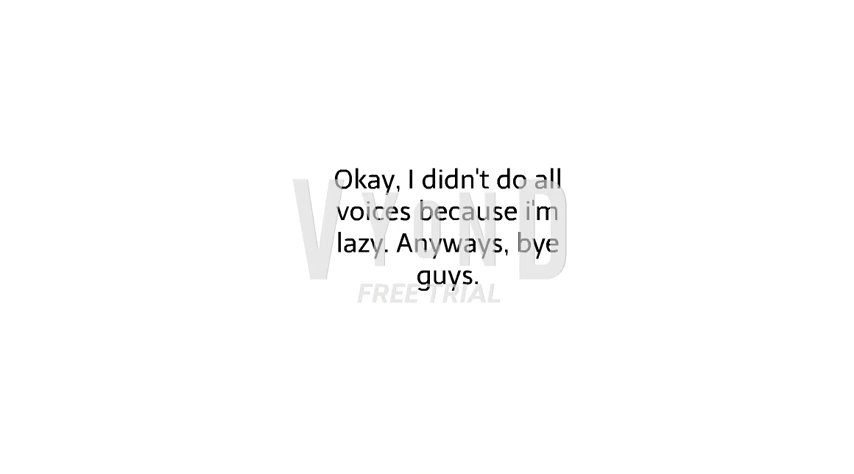 Okay, I didn't do all
voices because i'm
lazy. Anyways, bye
guys.
VYOND
FREE TRIAL